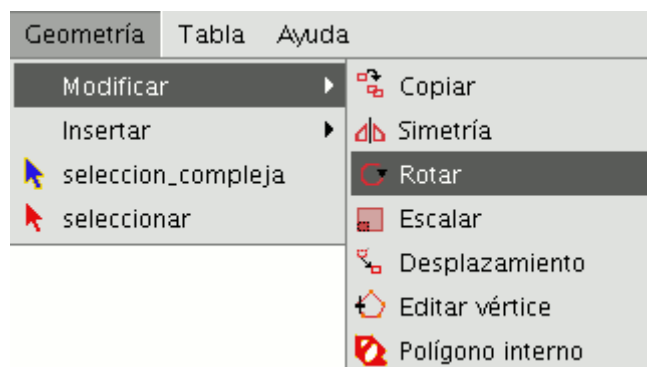 Geometría Tabla Ayuda
Modificar
Insertar
seleccion_compleja
seleccionar
Copiar
Simetría
Rotar
Escalar
Desplazamiento
Editar vértice
Polígono interno